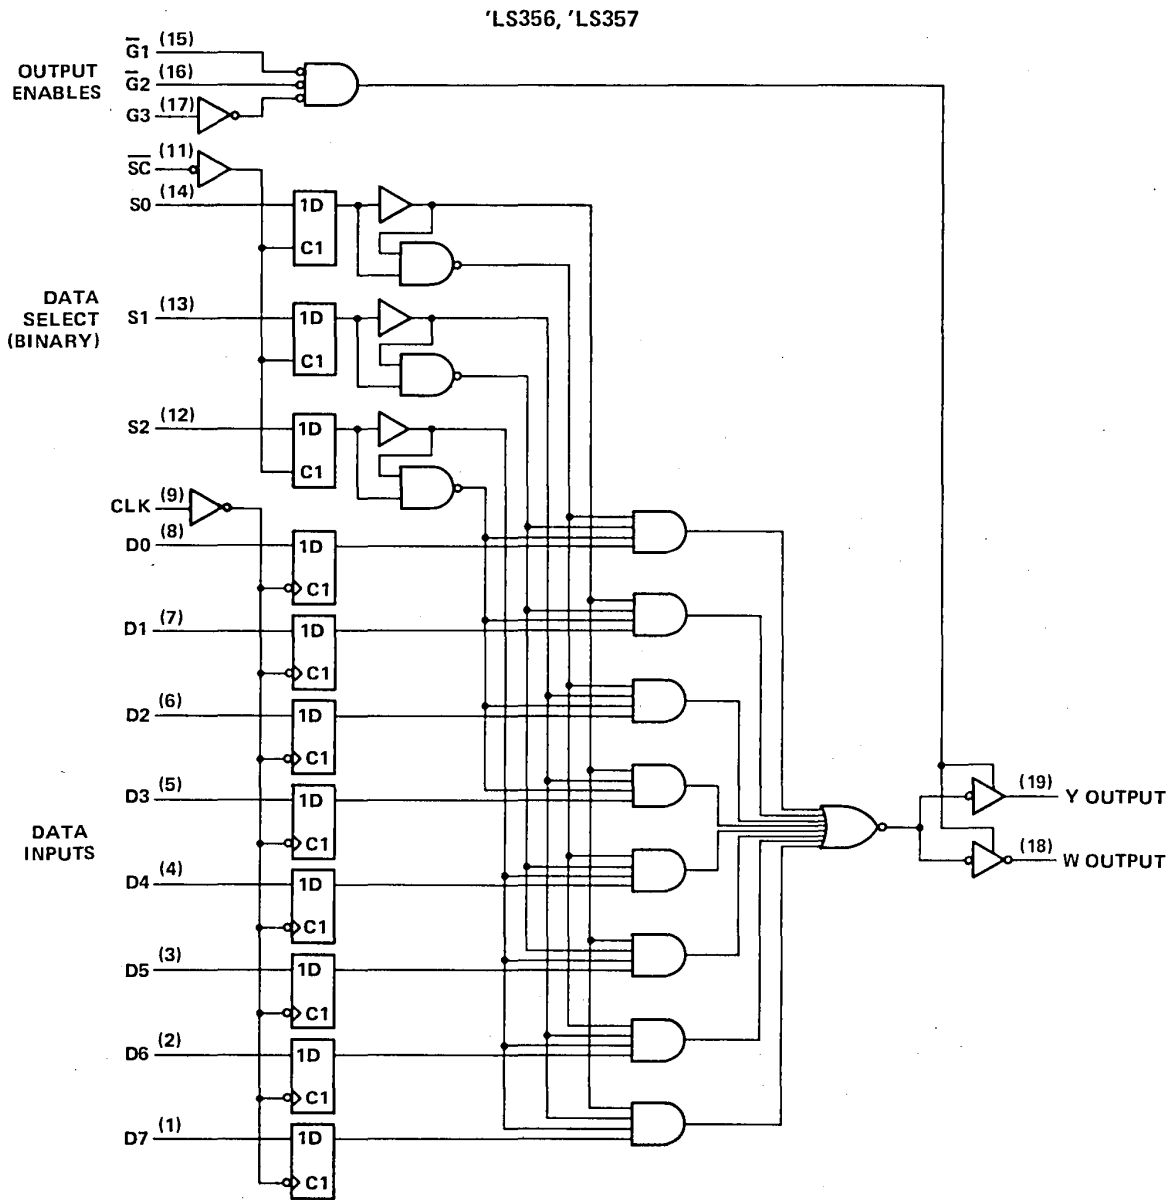 'LS356, 'LS357
OUTPUT
ENABLES
G̅1 (15)
G̅2 (16)
G3 (17)
S̅C̅ (11)
S0 (14)
1D
C1
DATA
SELECT
(BINARY)
S1 (13)
1D
C1
S2 (12)
1D
C1
CLK (9)
D0 (8)
1D
C1
D1 (7)
1D
C1
D2 (6)
1D
C1
D3 (5)
1D
C1
DATA
INPUTS
D4 (4)
1D
C1
D5 (3)
1D
C1
D6 (2)
1D
C1
D7 (1)
1D
C1
(19) Y OUTPUT
(18) W OUTPUT